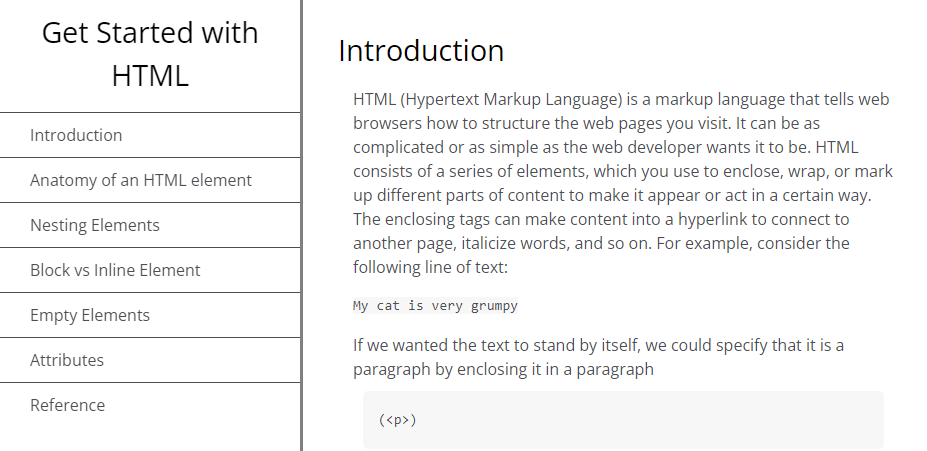 Get Started with
HTML
Introduction
Anatomy of an HTML element
Nesting Elements
Block vs Inline Element
Empty Elements
Attributes
Reference
Introduction
HTML (Hypertext Markup Language) is a markup language that tells web
browsers how to structure the web pages you visit. It can be as
complicated or as simple as the web developer wants it to be. HTML
consists of a series of elements, which you use to enclose, wrap, or mark
up different parts of content to make it appear or act in a certain way.
The enclosing tags can make content into a hyperlink to connect to
another page, italicize words, and so on. For example, consider the
following line of text:
My cat is very grumpy
If we wanted the text to stand by itself, we could specify that it is a
paragraph by enclosing it in a paragraph
(<p>)